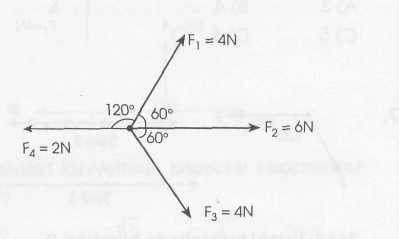 F₁ = 4N
120° 60°
F₂ = 6N
60°
F₄ = 2N
F₃ = 4N